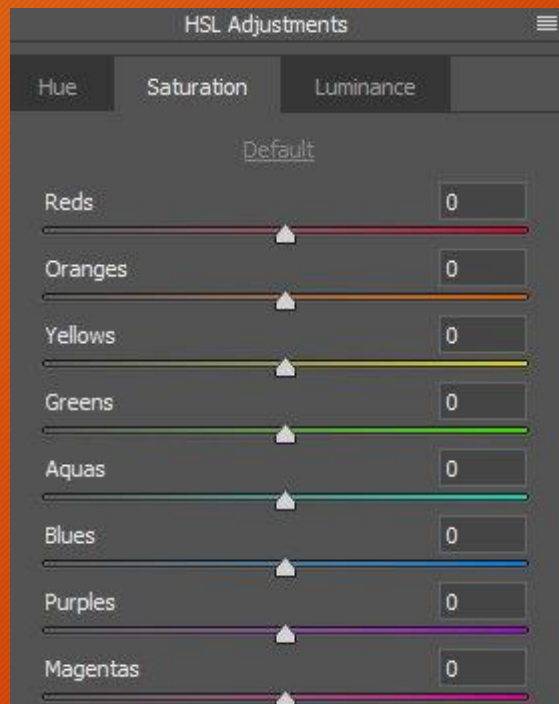 HSL Adjustments
Hue Saturation Luminance
Default
Reds 0
Oranges 0
Yellows 0
Greens 0
Aquas 0
Blues 0
Purples 0
Magentas 0